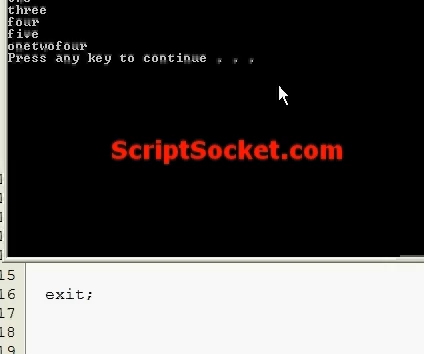 three
four
five
onetwofour
Press any key to continue . . .
ScriptSocket.com
15
16 exit;
17
18
19